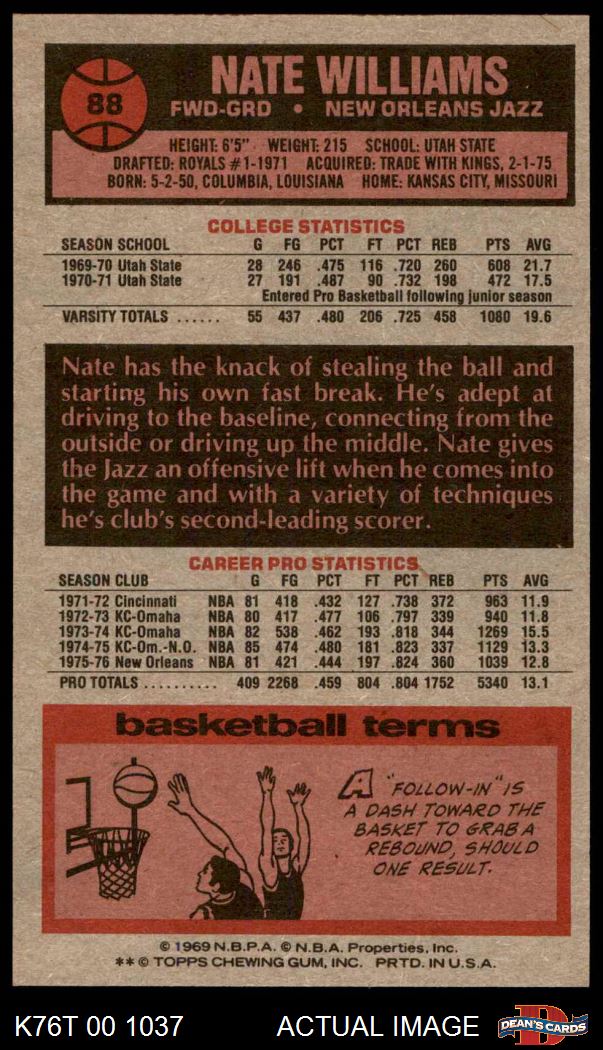 88
NATE WILLIAMS
FWD-GRD • NEW ORLEANS JAZZ
HEIGHT: 6'5" WEIGHT: 215 SCHOOL: UTAH STATE
DRAFTED: ROYALS #1-1971 ACQUIRED: TRADE WITH KINGS, 2-1-75
BORN: 5-2-50, COLUMBIA, LOUISIANA HOME: KANSAS CITY, MISSOURI
COLLEGE STATISTICS
SEASON SCHOOL G FG PCT FT PCT REB PTS AVG
1969-70 Utah State 28 246 .475 116 .720 260 608 21.7
1970-71 Utah State 27 191 .487 90 .732 198 472 17.5
Entered Pro Basketball following junior season
VARSITY TOTALS ...... 55 437 .480 206 .725 458 1080 19.6
Nate has the knack of stealing the ball and
starting his own fast break. He's adept at
driving to the baseline, connecting from the
outside or driving up the middle. Nate gives
the Jazz an offensive lift when he comes into
the game and with a variety of techniques
he's club's second-leading scorer.
CAREER PRO STATISTICS
SEASON CLUB G FG PCT FT PCT REB PTS AVG
1971-72 Cincinnati NBA 81 418 .432 127 .738 372 963 11.9
1972-73 KC-Omaha NBA 80 417 .477 106 .797 339 940 11.8
1973-74 KC-Omaha NBA 82 538 .462 193 .818 344 1269 15.5
1974-75 KC-Om.-N.O. NBA 85 474 .480 181 .823 337 1129 13.3
1975-76 New Orleans NBA 81 421 .444 197 .824 360 1039 12.8
PRO TOTALS .......... 409 2268 .459 804 .804 1752 5340 13.1
basketball terms
A "FOLLOW-IN" IS
A DASH TOWARD THE
BASKET TO GRAB A
REBOUND, SHOULD
ONE RESULT.
© 1969 N.B.P.A. © N.B.A. Properties, Inc.
** © TOPPS CHEWING GUM, INC. PRTD. IN U.S.A.
K76T 00 1037 ACTUAL IMAGE
D
DEAN'S CARDS